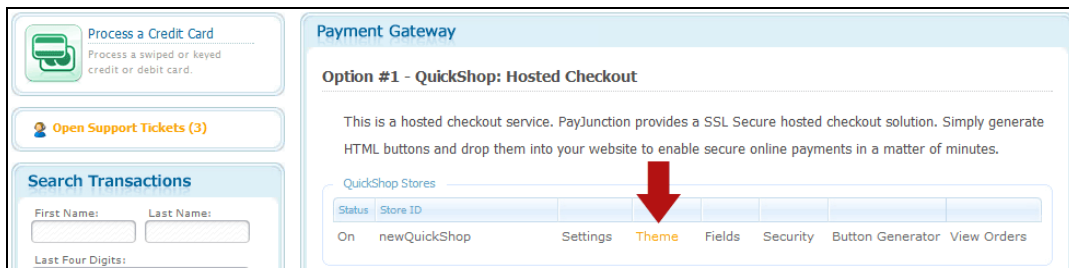 Process a Credit Card
Process a swiped or keyed
credit or debit card.
Open Support Tickets (3)
Search Transactions
First Name: Last Name:
Last Four Digits:
Payment Gateway
Option #1 - QuickShop: Hosted Checkout
This is a hosted checkout service. PayJunction provides a SSL Secure hosted checkout solution. Simply generate
HTML buttons and drop them into your website to enable secure online payments in a matter of minutes.
QuickShop Stores
Status Store ID
On newQuickShop Settings Theme Fields Security Button Generator View Orders